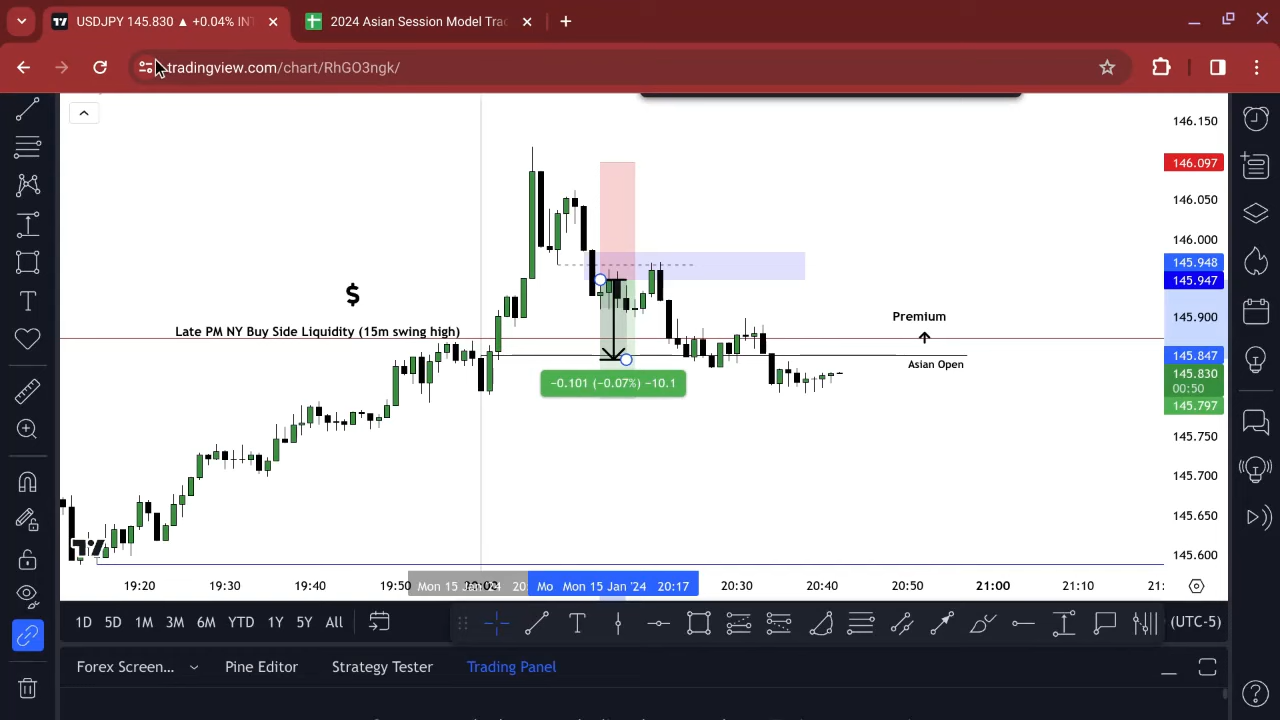 USDJPY 145.830 ▲ +0.04%
2024 Asian Session Model Tra
tradingview.com/chart/RhGO3ngk/
146.150
146.097
146.050
146.000
145.948
145.947
145.900
145.847
145.830
00:50
145.797
145.750
145.700
145.650
145.600
$
Late PM NY Buy Side Liquidity (15m swing high)
Premium
Asian Open
−0.101 (−0.07%) −10.1
19:20
19:30
19:40
19:50
20:02
Mon 15 Jan '24 20:17
20:30
20:40
20:50
21:00
21:10
1D 5D 1M 3M 6M YTD 1Y 5Y All
(UTC-5)
Forex Screen... Pine Editor Strategy Tester Trading Panel